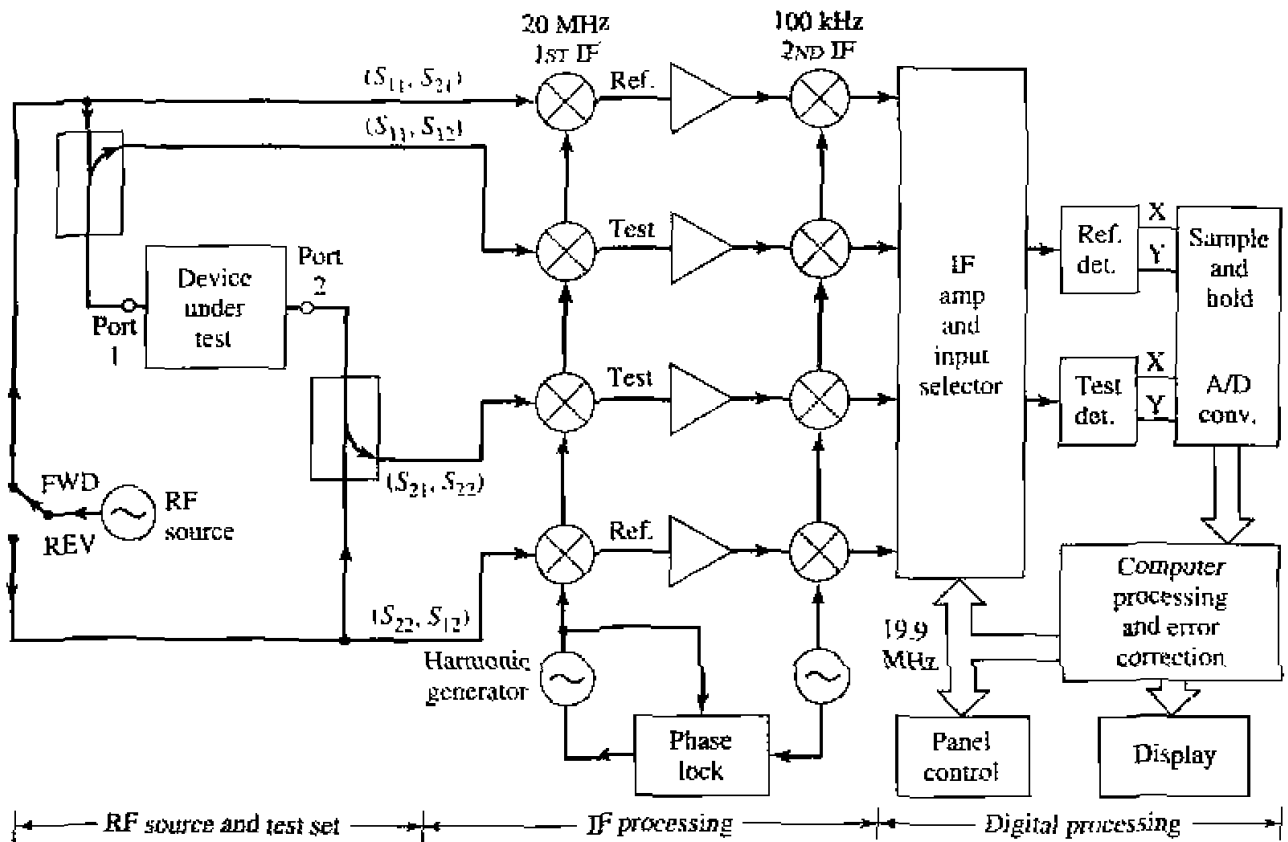 20 MHz
1ST IF
100 kHz
2ND IF
(S11, S21)
Ref.
(S11, S12)
Test
Port
2
Device
under
test
Port
1
IF
amp
and
input
selector
Ref.
det.
X
Y
Sample
and
hold
Test
Test
det.
X
Y
A/D
conv.
(S21, S22)
FWD
REV
RF
source
Ref.
(S22, S12)
Harmonic
generator
Phase
lock
19.9
MHz
Computer
processing
and error
correction
Panel
control
Display
RF source and test set
IF processing
Digital processing